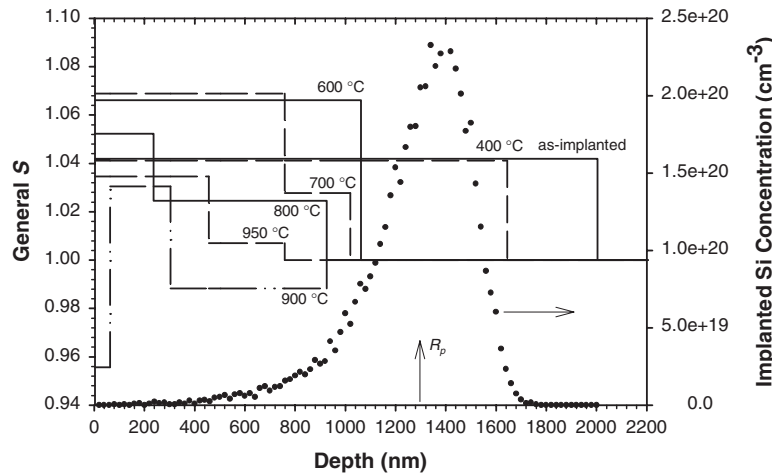 General S
1.10
1.08
1.06
1.04
1.02
1.00
0.98
0.96
0.94
600 °C
400 °C
as-implanted
700 °C
800 °C
950 °C
900 °C
Rp
2.5e+20
2.0e+20
1.5e+20
1.0e+20
5.0e+19
0.0
Implanted Si Concentration (cm-3)
0 200 400 600 800 1000 1200 1400 1600 1800 2000 2200
Depth (nm)